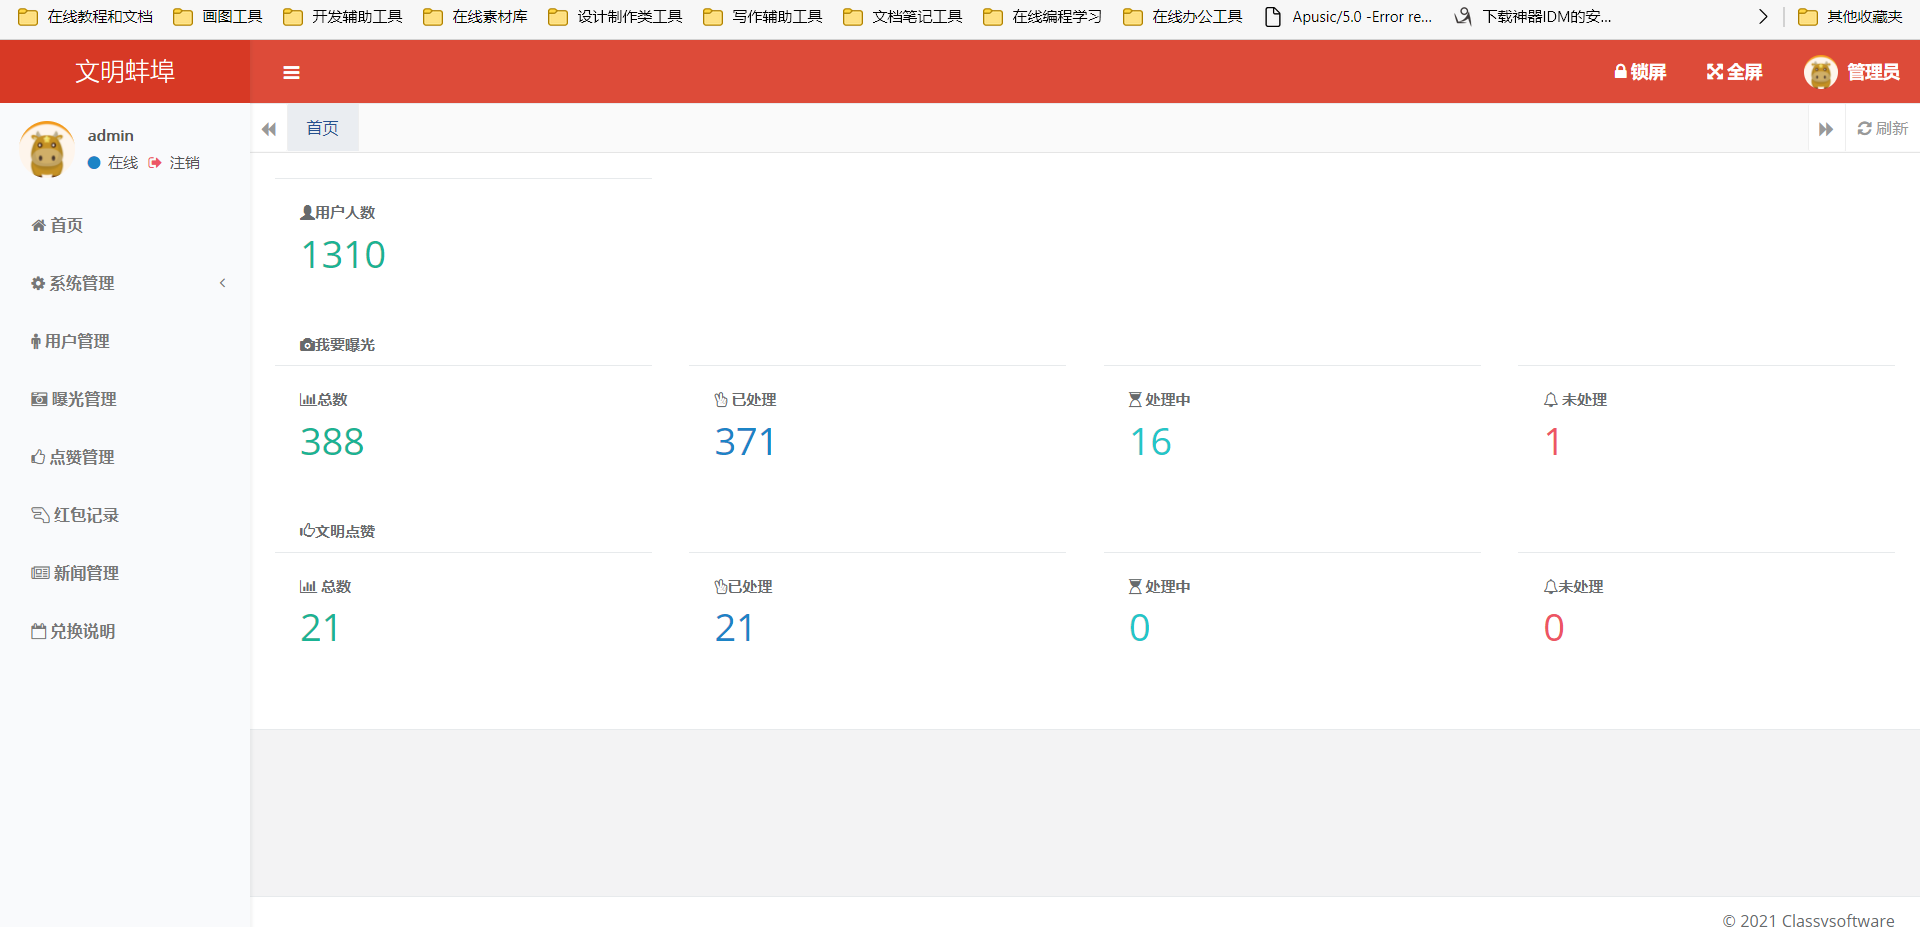 在线教程和文档 画图工具 开发辅助工具 在线素材库 设计制作类工具 写作辅助工具 文档笔记工具 在线编程学习 在线办公工具 Apusic/5.0 -Error re... 下载神器IDM的安... 其他收藏夹
文明蚌埠 锁屏 全屏 管理员
admin
在线 注销
首页 刷新
首页
系统管理
用户管理
曝光管理
点赞管理
红包记录
新闻管理
兑换说明
用户人数
1310
我要曝光
总数 已处理 处理中 未处理
388 371 16 1
文明点赞
总数 已处理 处理中 未处理
21 21 0 0
© 2021 Classvsoftware